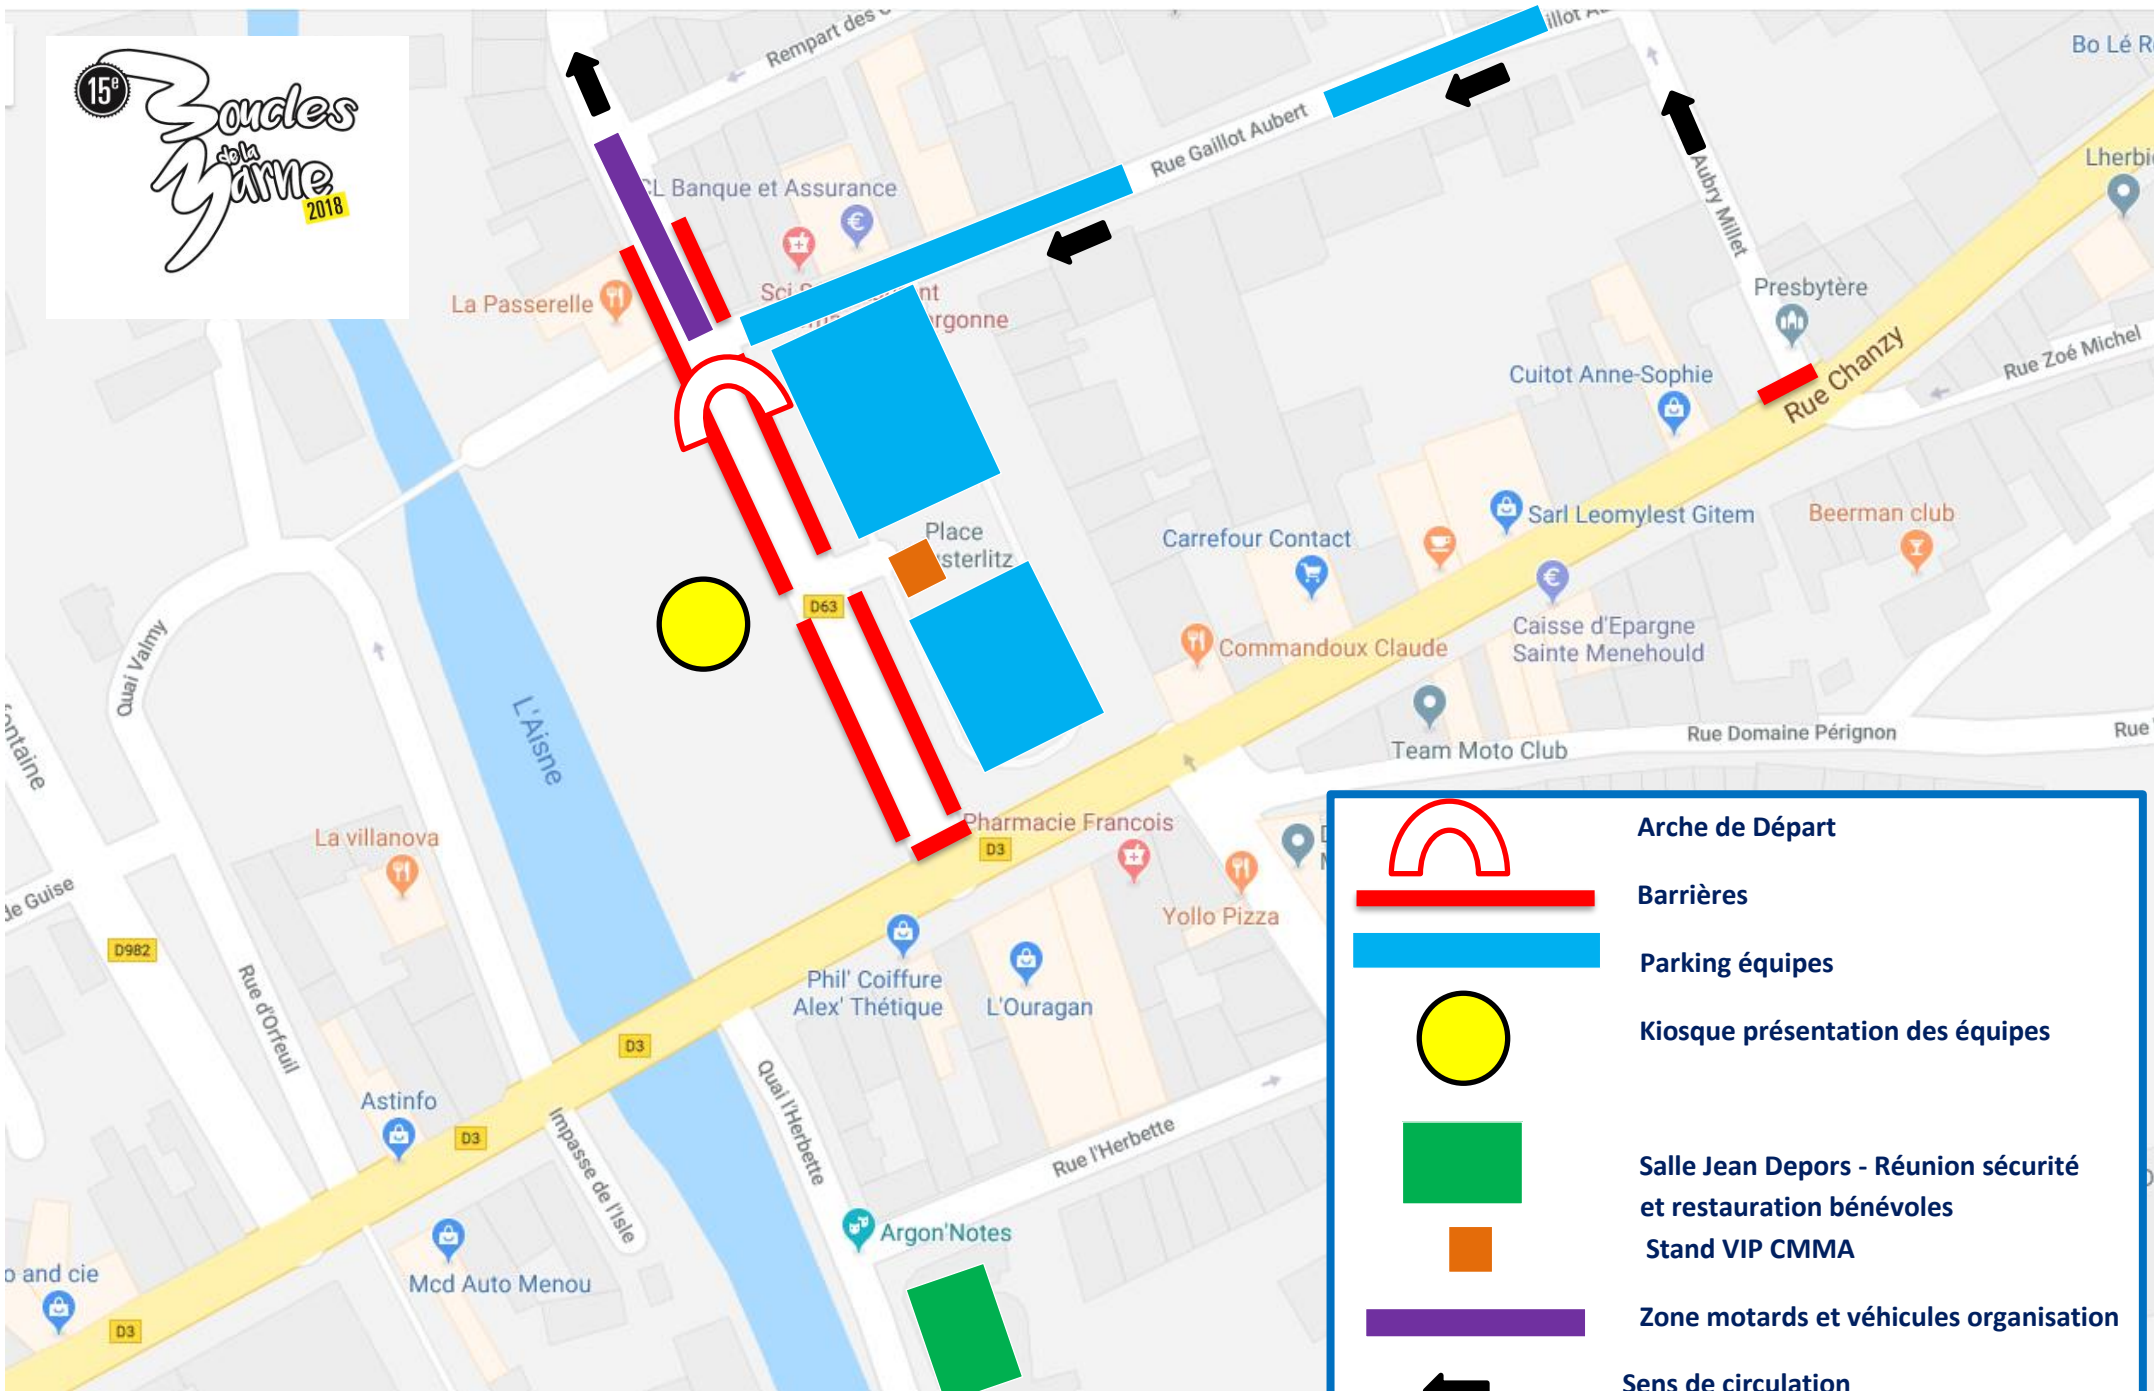 15e
Boucles
de la
Marne
2018
Rempart des
Bo Lé
Rue Gaillot Aubert
Aubry Millet
CL Banque et Assurance
La Passerelle
Presbytère
Rue Zoé Michel
Rue Chanzy
Cuitot Anne-Sophie
Sarl Leomylest Gitem
Beerman club
Carrefour Contact
Place
sterlitz
D63
Commandoux Claude
Caisse d'Epargne
Sainte Menehould
Quai Valmy
L'Aisne
Team Moto Club
Rue Domaine Pérignon
Rue
Pharmacie Francois
D3
La villanova
Yollo Pizza
de Guise
D982
Rue d'Orfeuil
Phil' Coiffure
Alex' Thétique
L'Ouragan
D3
Quai l'Herbette
Rue l'Herbette
Astinfo
D3
Impasse de l'Isle
Argon'Notes
Mcd Auto Menou
o and cie
D3
Arche de Départ
Barrières
Parking équipes
Kiosque présentation des équipes
Salle Jean Depors - Réunion sécurité
et restauration bénévoles
Stand VIP CMMA
Zone motards et véhicules organisation
Sens de circulation